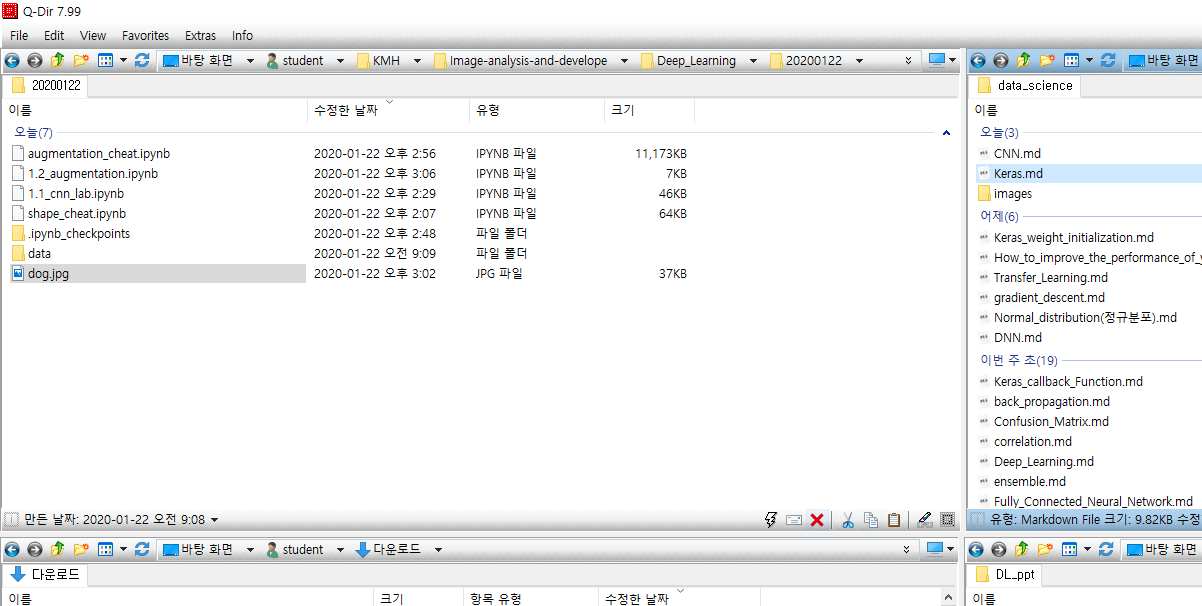 Q-Dir 7.99
File Edit View Favorites Extras Info
바탕 화면 student KMH Image-analysis-and-develope Deep_Learning 20200122
20200122
이름 수정한 날짜 유형 크기
오늘(7)
augmentation_cheat.ipynb 2020-01-22 오후 2:56 IPYNB 파일 11,173KB
1.2_augmentation.ipynb 2020-01-22 오후 3:06 IPYNB 파일 7KB
1.1_cnn_lab.ipynb 2020-01-22 오후 2:29 IPYNB 파일 46KB
shape_cheat.ipynb 2020-01-22 오후 2:07 IPYNB 파일 64KB
.ipynb_checkpoints 2020-01-22 오후 2:48 파일 폴더
data 2020-01-22 오전 9:09 파일 폴더
dog.jpg 2020-01-22 오후 3:02 JPG 파일 37KB
만든 날짜: 2020-01-22 오전 9:08
바탕 화면
data_science
이름
오늘(3)
CNN.md
Keras.md
images
어제(6)
Keras_weight_initialization.md
How_to_improve_the_performance_of_y
Transfer_Learning.md
gradient_descent.md
Normal_distribution(정규분포).md
DNN.md
이번 주 초(19)
Keras_callback_Function.md
back_propagation.md
Confusion_Matrix.md
correlation.md
Deep_Learning.md
ensemble.md
Fully_Connected_Neural_Network.md
유형: Markdown File 크기: 9.82KB 수정
바탕 화면 student 다운로드
다운로드
이름 크기 항목 유형 수정한 날짜
바탕 화면
DL_ppt
이름